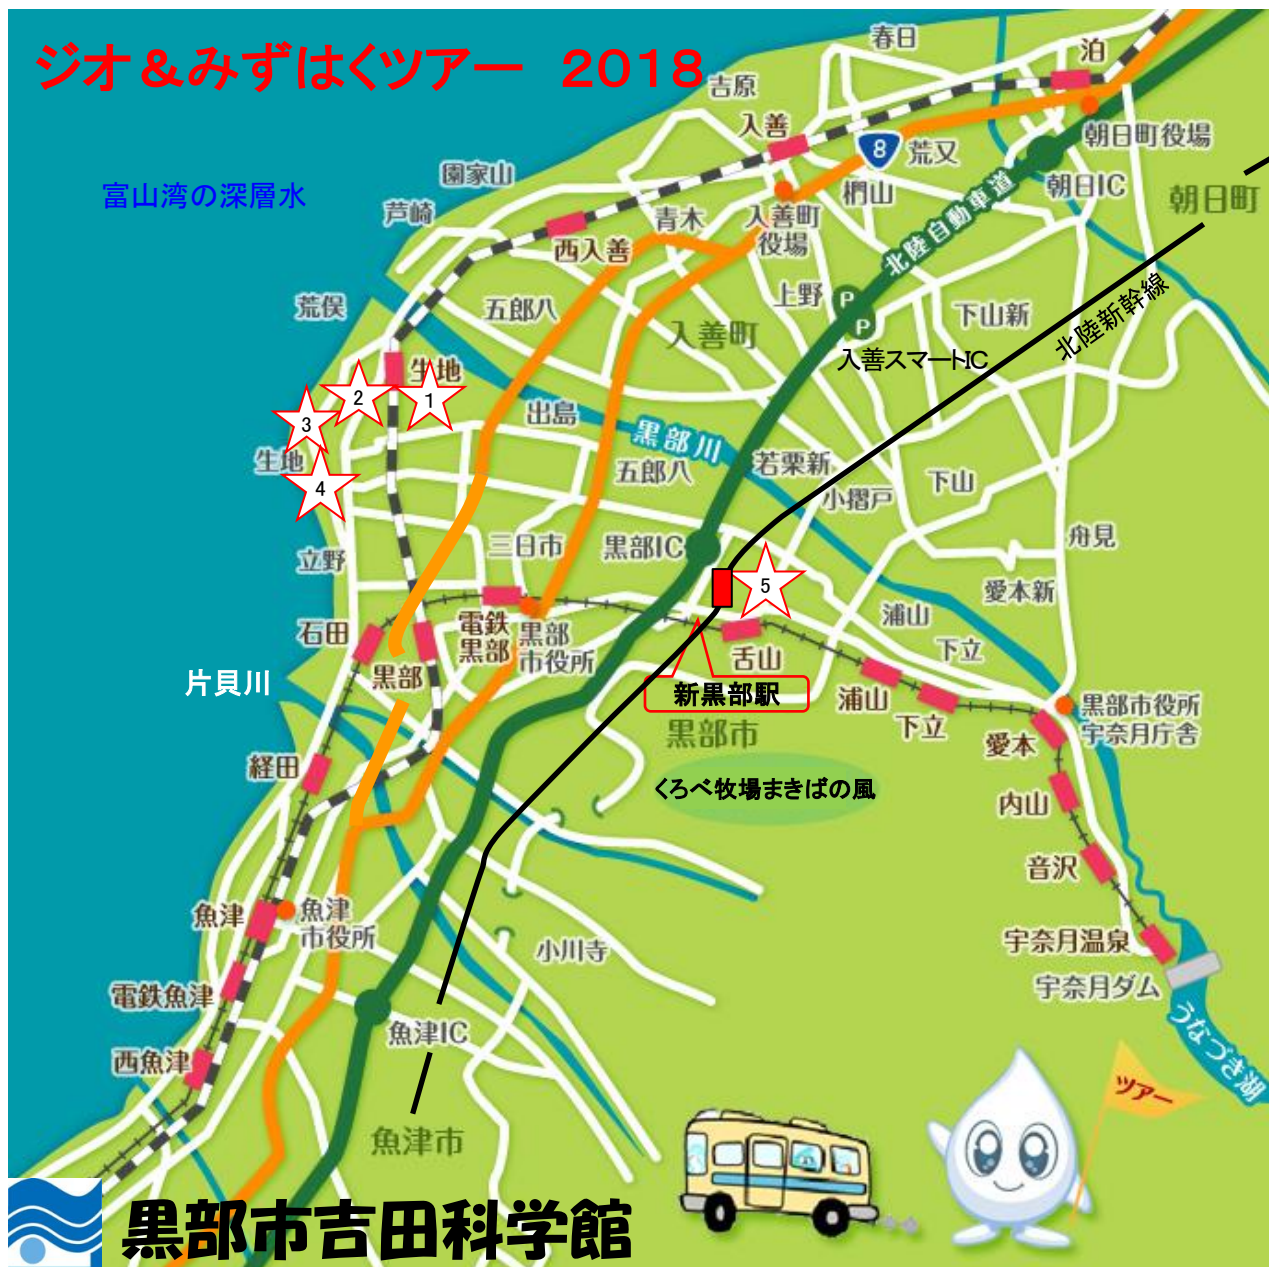 ジオ＆みずはくツアー　２０１８
春日
泊
吉原
入善
8
荒又
朝日町役場
園家山
富山湾の深層水
芦崎
青木
入善町
役場
椚山
朝日IC
朝日町
北陸自動車道
西入善
荒俣
五郎八
上野
P
P
下山新
北陸新幹線
入善町
入善スマートIC
生地
1
2
3
4
生地
出島
黒部川
五郎八
若栗新
小摺戸
下山
舟見
立野
三日市
黒部IC
5
愛本新
石田
電鉄
黒部
黒部
市役所
浦山
下立
舌山
片貝川
黒部
新黒部駅
浦山
下立
黒部市役所
宇奈月庁舎
黒部市
愛本
経田
くろべ牧場まきばの風
内山
音沢
魚津
魚津
市役所
小川寺
宇奈月温泉
宇奈月ダム
電鉄魚津
うなづき湖
魚津IC
西魚津
ツアー
魚津市
黒部市吉田科学館